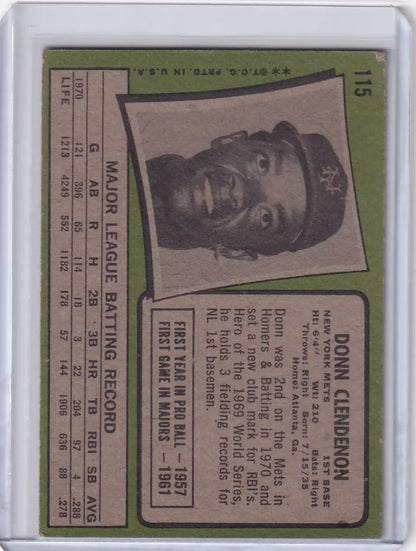 115
**©T.C.G. PRTD. IN U.S.A.
NY
DONN CLENDENON
NEW YORK METS 1ST BASE
Ht: 6'4" Wt: 210 Bats: Right
Throws: Right Born: 7/15/35
Home: Atlanta, Ga.
Donn was 2nd on the Mets in
Homers & Batting in 1970 and
set a new club mark for RBI's.
Hero of the 1969 World Series,
he holds 3 fielding records for
NL 1st basemen.
FIRST YEAR IN PRO BALL — 1957
FIRST GAME IN MAJORS — 1961
MAJOR LEAGUE BATTING RECORD
G AB R H 2B 3B HR TB RBI SB AVG
1970 121 396 65 114 18 3 22 204 97 4 .288
LIFE 1213 4249 552 1182 178 57 144 1906 636 88 .278